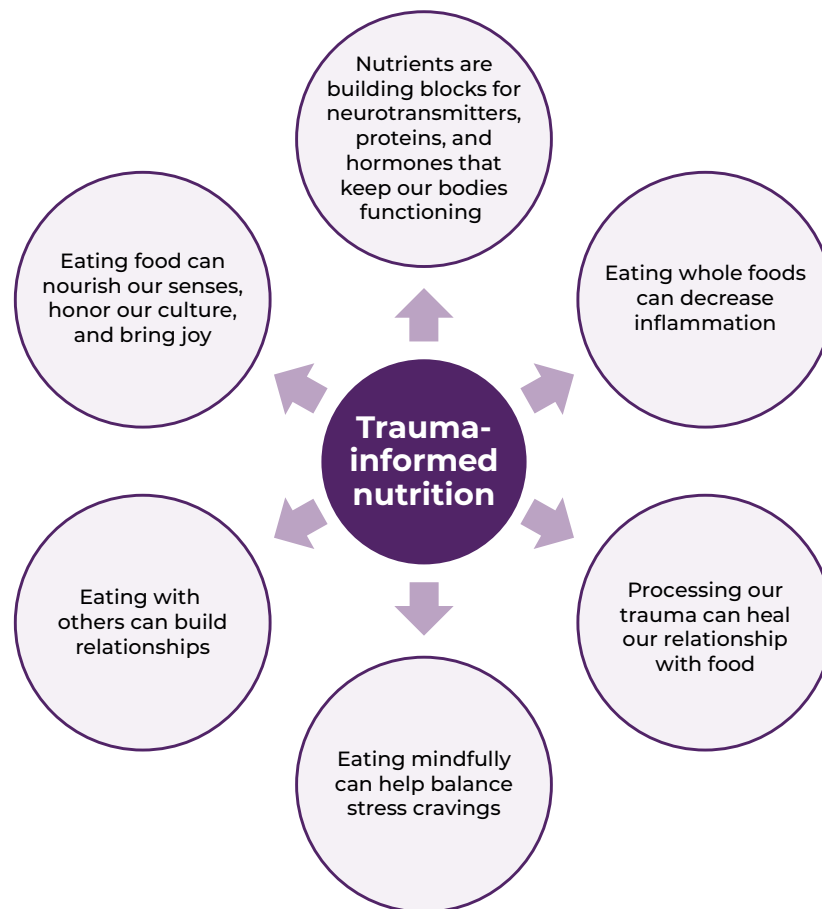 Nutrients are
building blocks for
neurotransmitters,
proteins, and
hormones that
keep our bodies
functioning
Eating food can
nourish our senses,
honor our culture,
and bring joy
Eating whole foods
can decrease
inflammation
Trauma-
informed
nutrition
Eating with
others can build
relationships
Processing our
trauma can heal
our relationship
with food
Eating mindfully
can help balance
stress cravings